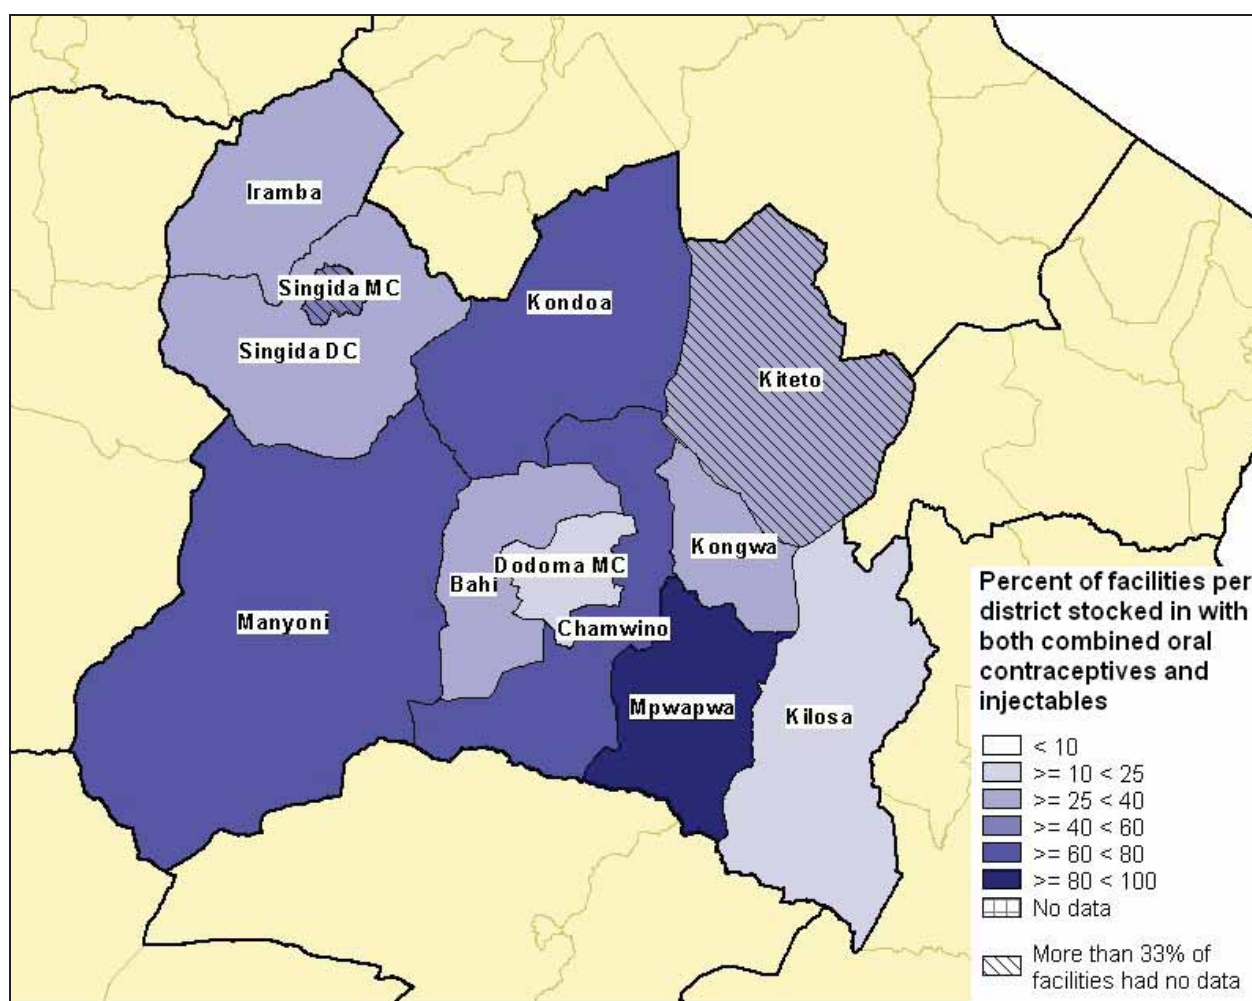 Iramba
Singida MC
Kondoa
Singida DC
Kiteto
Kongwa
Dodoma MC
Bahi
Manyoni
Chamwino
Mpwapwa
Kilosa
Percent of facilities per
district stocked in with
both combined oral
contraceptives and
injectables
< 10
>= 10 < 25
>= 25 < 40
>= 40 < 60
>= 60 < 80
>= 80 < 100
No data
More than 33% of
facilities had no data